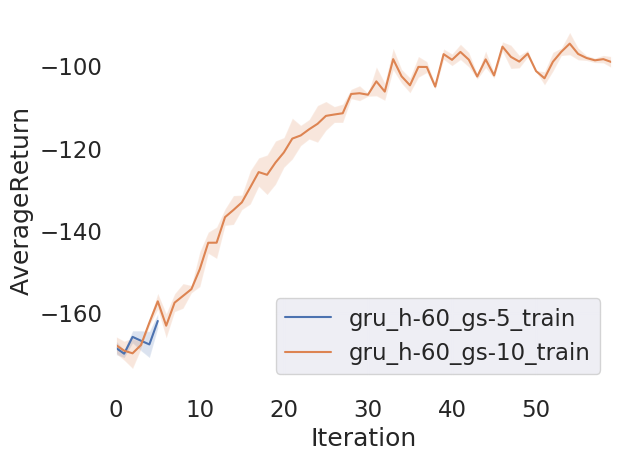 −100
−120
−140
−160
AverageReturn
gru_h-60_gs-5_train
gru_h-60_gs-10_train
0 10 20 30 40 50
Iteration